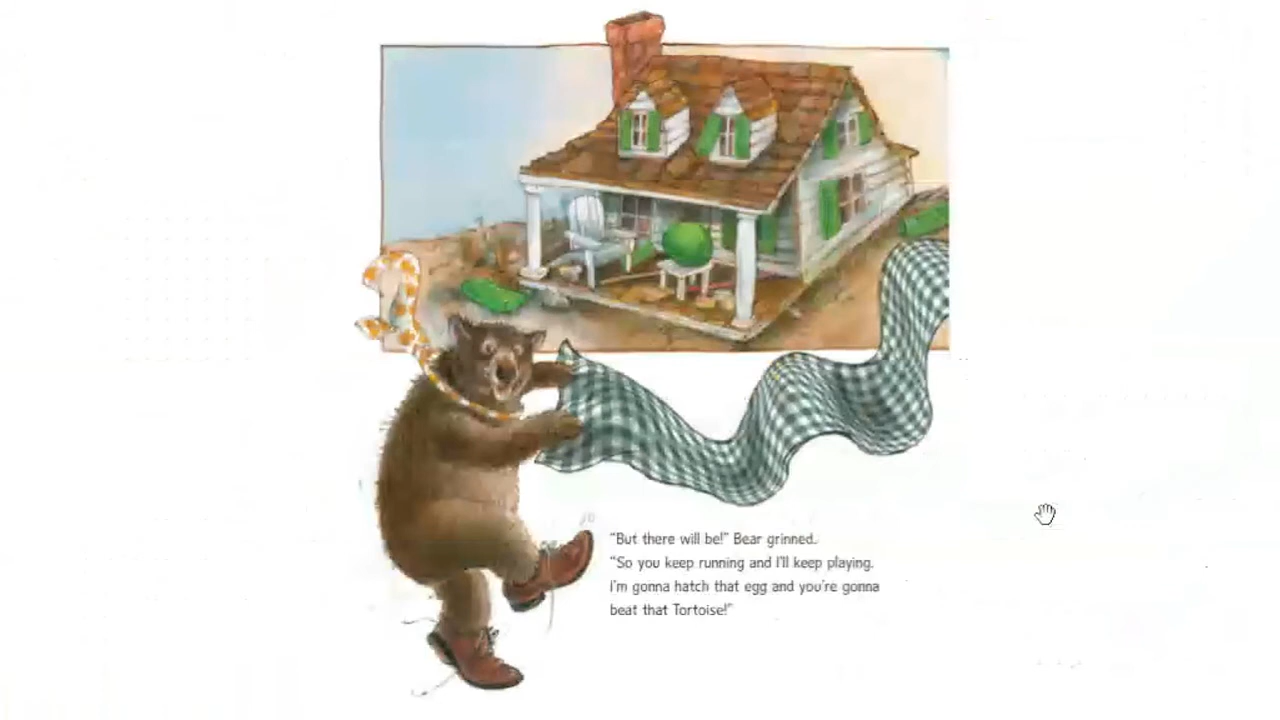 "But there will be!" Bear grinned.
"So you keep running and I'll keep playing.
I'm gonna hatch that egg and you're gonna
beat that Tortoise!"